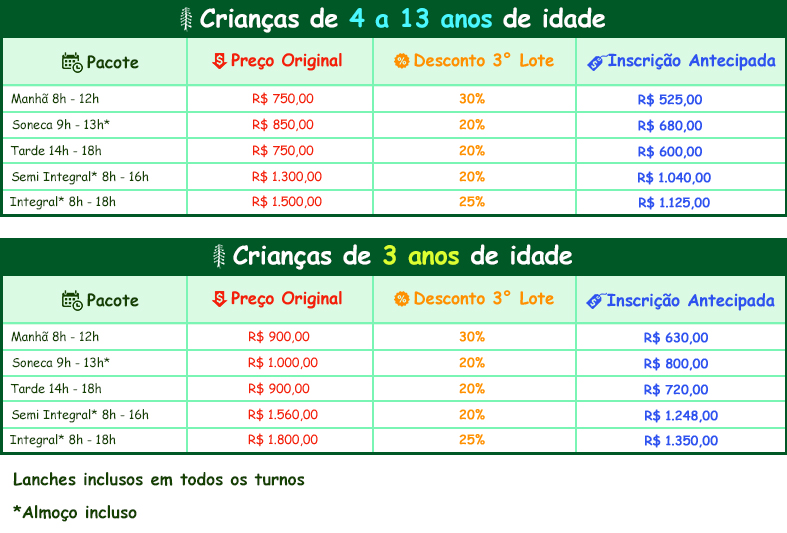 Crianças de 4 a 13 anos de idade
Pacote Preço Original Desconto 3° Lote Inscrição Antecipada
Manhã 8h - 12h R$ 750,00 30% R$ 525,00
Soneca 9h - 13h* R$ 850,00 20% R$ 680,00
Tarde 14h - 18h R$ 750,00 20% R$ 600,00
Semi Integral* 8h - 16h R$ 1.300,00 20% R$ 1.040,00
Integral* 8h - 18h R$ 1.500,00 25% R$ 1.125,00
Crianças de 3 anos de idade
Pacote Preço Original Desconto 3° Lote Inscrição Antecipada
Manhã 8h - 12h R$ 900,00 30% R$ 630,00
Soneca 9h - 13h* R$ 1.000,00 20% R$ 800,00
Tarde 14h - 18h R$ 900,00 20% R$ 720,00
Semi Integral* 8h - 16h R$ 1.560,00 20% R$ 1.248,00
Integral* 8h - 18h R$ 1.800,00 25% R$ 1.350,00
Lanches inclusos em todos os turnos
*Almoço incluso